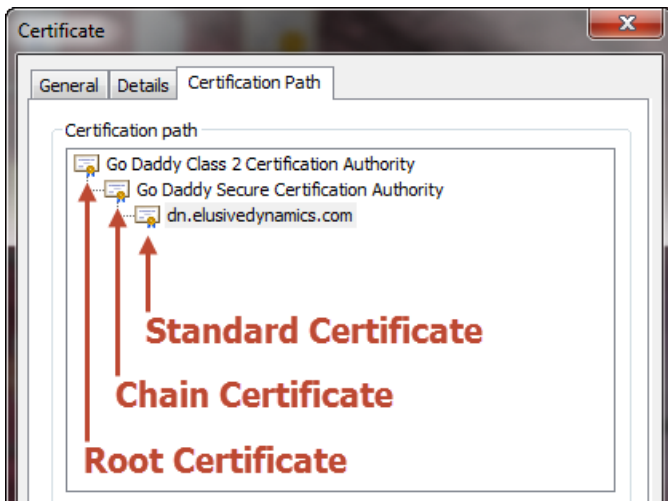 Certificate
General Details Certification Path
Certification path
Go Daddy Class 2 Certification Authority
Go Daddy Secure Certification Authority
dn.elusivedynamics.com
Standard Certificate
Chain Certificate
Root Certificate